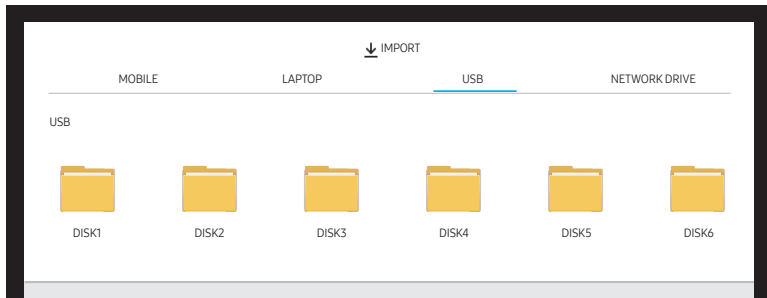 IMPORT
MOBILE LAPTOP USB NETWORK DRIVE
USB
DISK1 DISK2 DISK3 DISK4 DISK5 DISK6